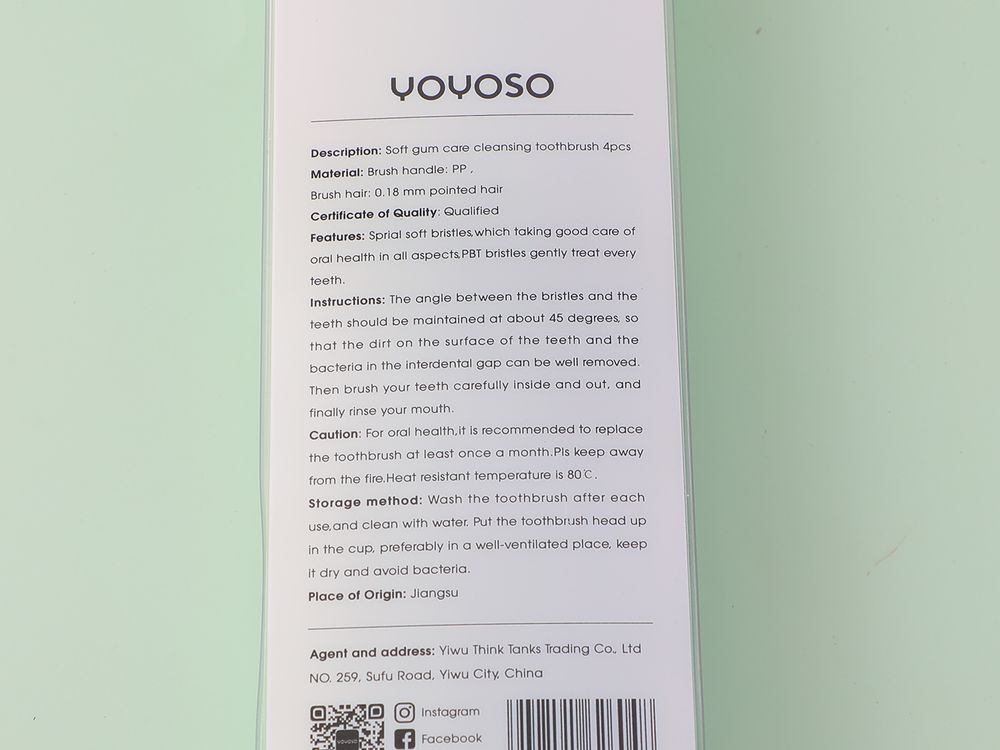 YOYOSO
Description: Soft gum care cleansing toothbrush 4pcs
Material: Brush handle: PP ,
Brush hair: 0.18 mm pointed hair
Certificate of Quality: Qualified
Features: Sprial soft bristles,which taking good care of
oral health in all aspects,PBT bristles gently treat every
teeth.
Instructions: The angle between the bristles and the
teeth should be maintained at about 45 degrees, so
that the dirt on the surface of the teeth and the
bacteria in the interdental gap can be well removed.
Then brush your teeth carefully inside and out, and
finally rinse your mouth.
Caution: For oral health,it is recommended to replace
the toothbrush at least once a month.Pls keep away
from the fire.Heat resistant temperature is 80℃.
Storage method: Wash the toothbrush after each
use,and clean with water. Put the toothbrush head up
in the cup, preferably in a well-ventilated place, keep
it dry and avoid bacteria.
Place of Origin: Jiangsu
Agent and address: Yiwu Think Tanks Trading Co., Ltd
NO. 259, Sufu Road, Yiwu City, China
YOYOSO
Instagram
Facebook